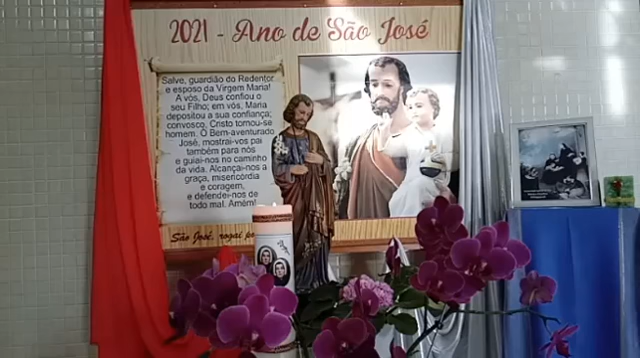 2021 - Ano de São José
Salve, guardião do Redentor
e esposo da Virgem Maria!
A vós, Deus confiou o
seu Filho; em vós, Maria
depositou a sua confiança;
convosco, Cristo tornou-se
homem. Ó Bem-aventurado
José, mostrai-vos pai
também para nós
e guiai-nos no caminho
da vida. Alcançai-nos a
graça, misericórdia
e coragem,
e defendei-nos de
todo mal. Amém!
São José, rogai